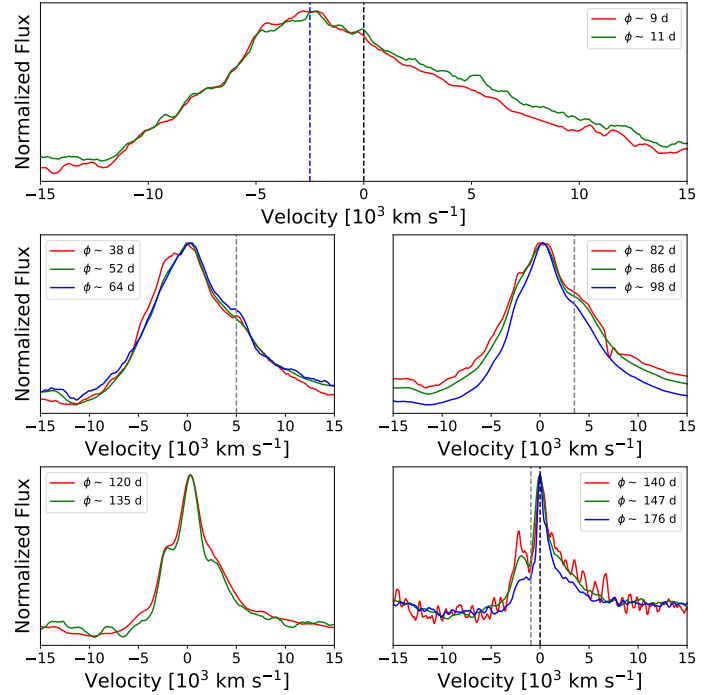 Normalized Flux
ϕ ~ 9 d
ϕ ~ 11 d
−15 −10 −5 0 5 10 15
Velocity [10³ km s⁻¹]
Normalized Flux
ϕ ~ 38 d
ϕ ~ 52 d
ϕ ~ 64 d
−15 −10 −5 0 5 10 15
Velocity [10³ km s⁻¹]
ϕ ~ 82 d
ϕ ~ 86 d
ϕ ~ 98 d
−15 −10 −5 0 5 10 15
Velocity [10³ km s⁻¹]
Normalized Flux
ϕ ~ 120 d
ϕ ~ 135 d
−15 −10 −5 0 5 10 15
Velocity [10³ km s⁻¹]
ϕ ~ 140 d
ϕ ~ 147 d
ϕ ~ 176 d
−15 −10 −5 0 5 10 15
Velocity [10³ km s⁻¹]